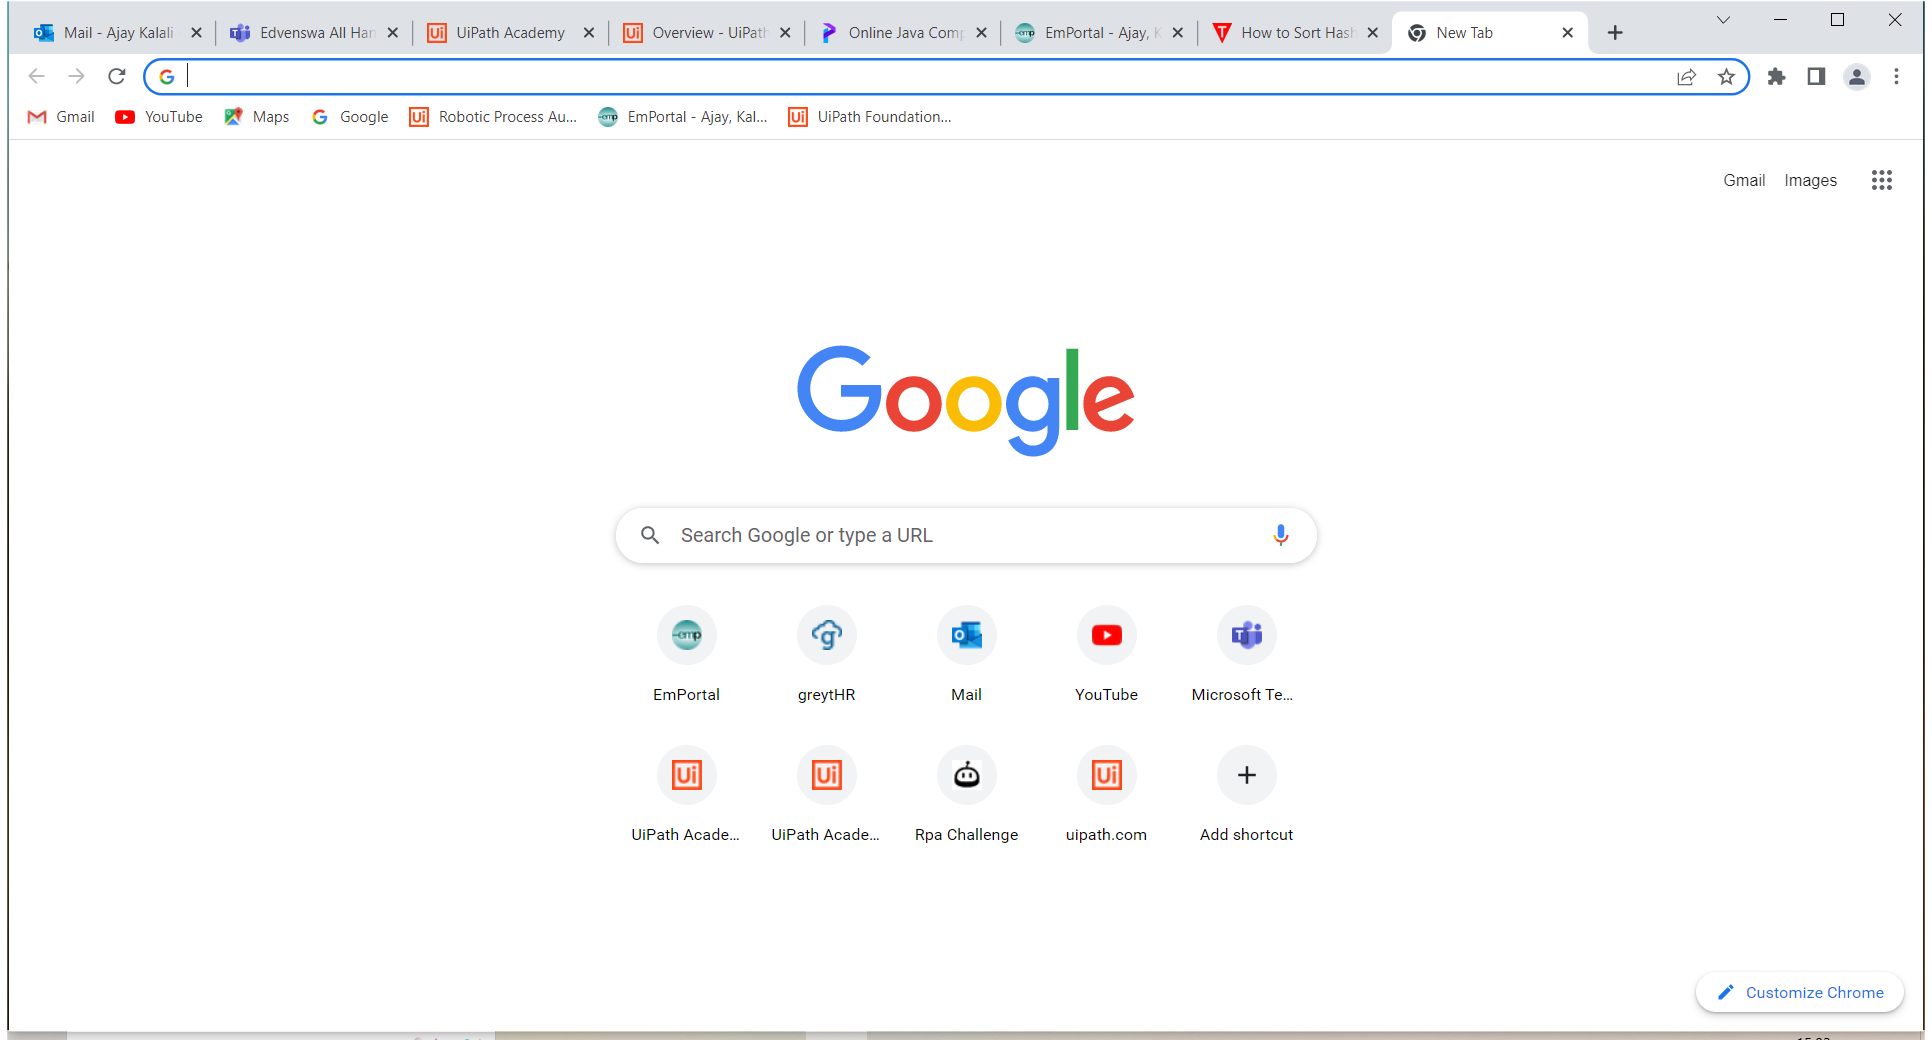 Mail - Ajay Kalali
Edvenswa All Han
UiPath Academy
Overview - UiPath
Online Java Comp
EmPortal - Ajay, K
How to Sort Hash
New Tab
Gmail
YouTube
Maps
Google
Robotic Process Au...
EmPortal - Ajay, Kal...
UiPath Foundation...
Gmail Images
Google
Search Google or type a URL
EmPortal
greytHR
Mail
YouTube
Microsoft Te...
UiPath Acade...
UiPath Acade...
Rpa Challenge
uipath.com
Add shortcut
Customize Chrome